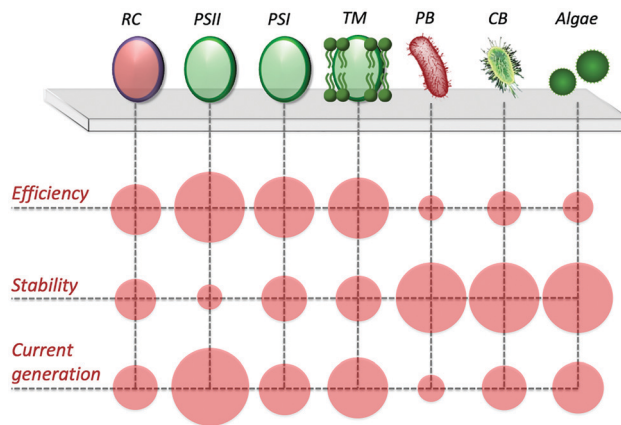 RC PSII PSI TM PB CB Algae
Efficiency
Stability
Current
generation